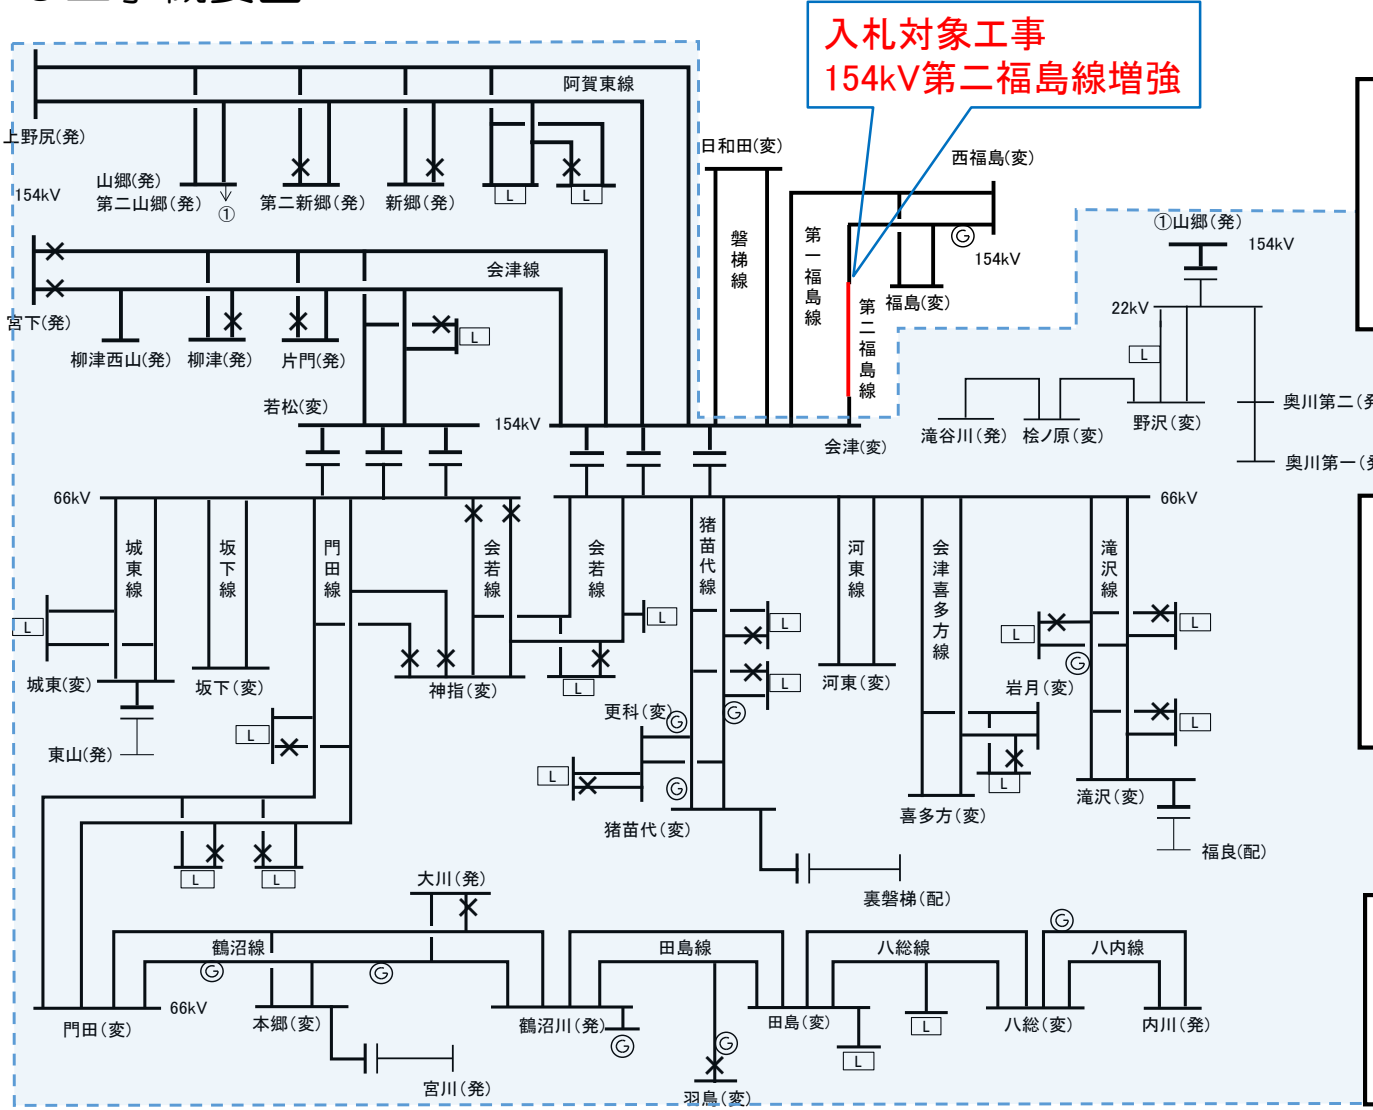 入札対象工事
154kV第二福島線増強
阿賀東線
上野尻(発)
154kV
山郷(発)
第二山郷(発)
①
第二新郷(発)
新郷(発)
L
L
日和田(変)
西福島(変)
磐梯線
第一福島線
第二福島線
G
154kV
福島(変)
①山郷(発)
154kV
22kV
L
滝谷川(発)
桧ノ原(変)
野沢(変)
奥川第二(発
奥川第一(発
会津線
宮下(発)
柳津西山(発)
柳津(発)
片門(発)
L
若松(変)
154kV
会津(変)
66kV
66kV
城東線
坂下線
門田線
会若線
会若線
猪苗代線
河東線
会津喜多方線
滝沢線
L
城東(変)
坂下(変)
神指(変)
L
L
L
L
河東(変)
L
G
L
岩月(変)
東山(発)
L
更科(変)
G
G
L
G
猪苗代(変)
喜多方(変)
L
L
滝沢(変)
福良(配)
L
L
大川(発)
裏磐梯(配)
鶴沼線
G
G
田島線
八総線
G
八内線
門田(変)
66kV
本郷(変)
鶴沼川(発)
G
G
羽鳥(変)
田島(変)
L
L
八総(変)
内川(発)
宮川(発)